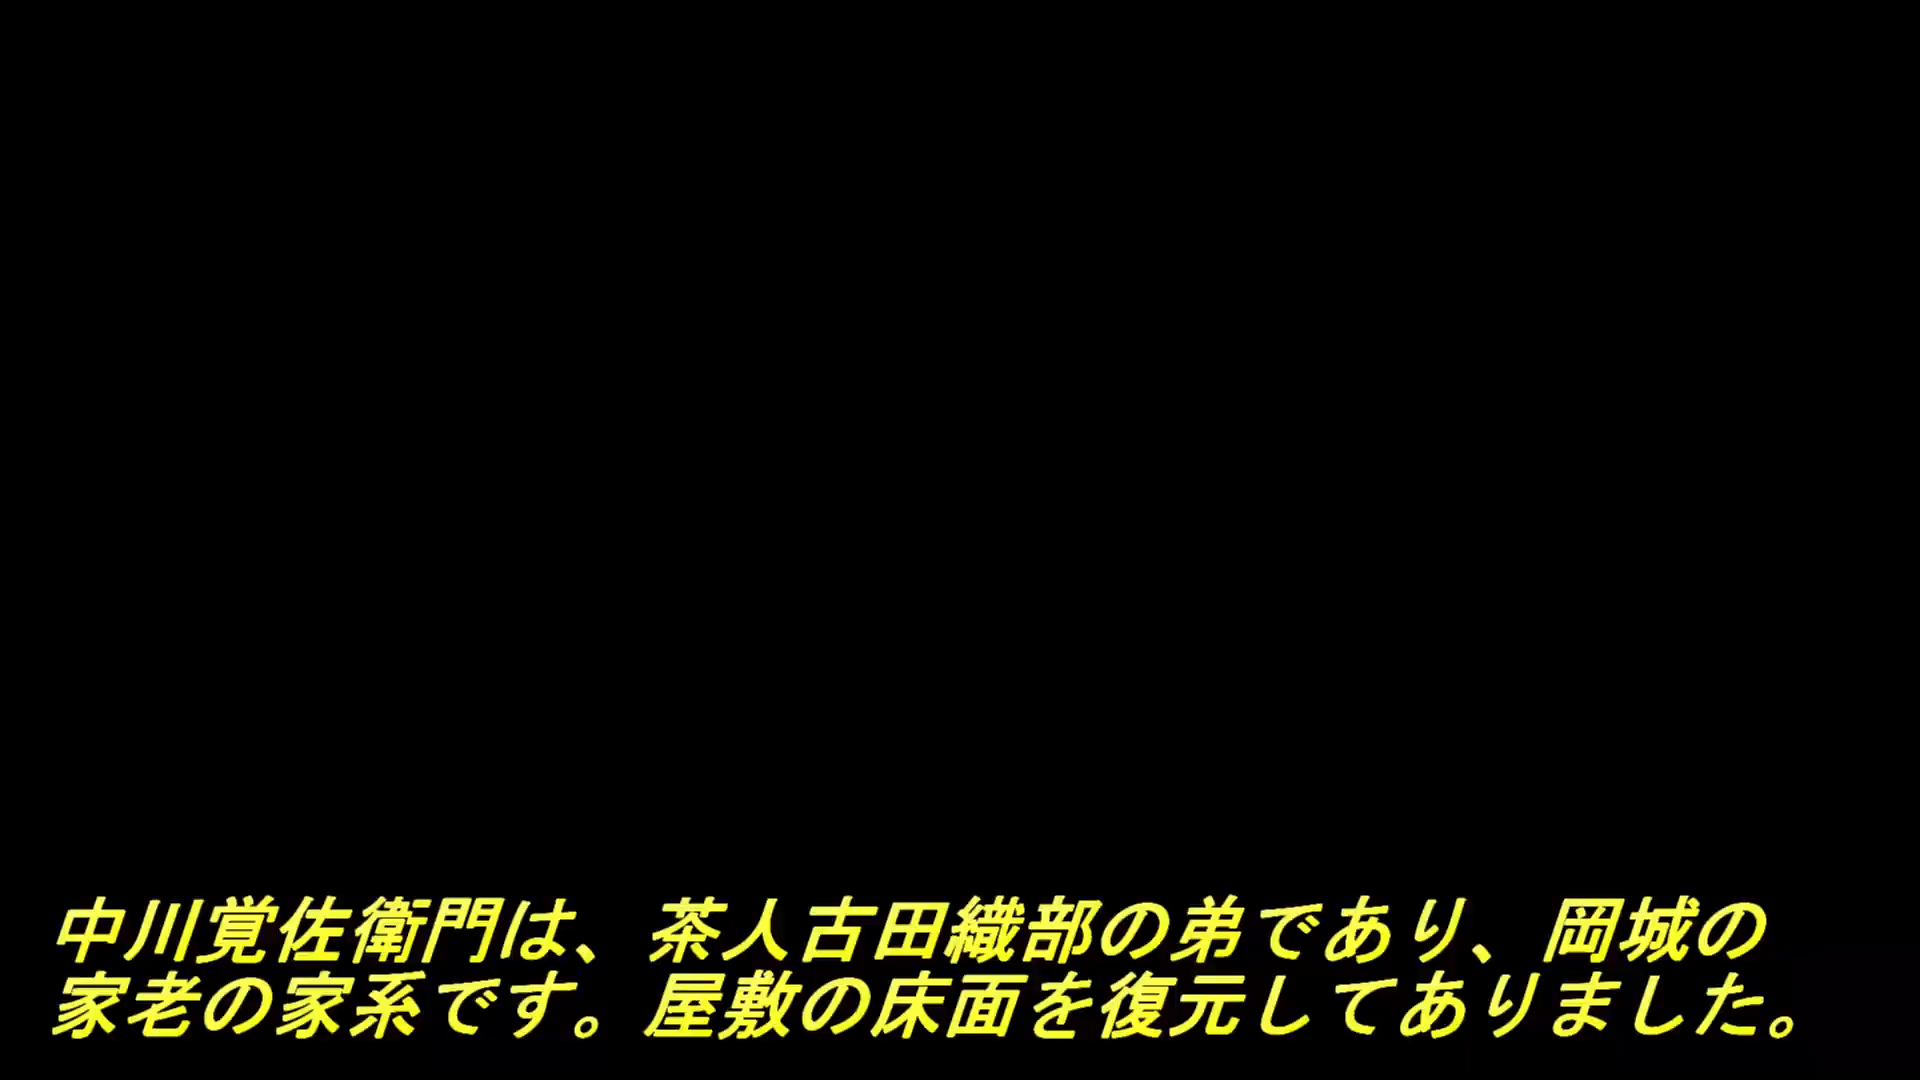 中川覚佐衛門は、茶人古田織部の弟であり、岡城の
家老の家系です。屋敷の床面を復元してありました。